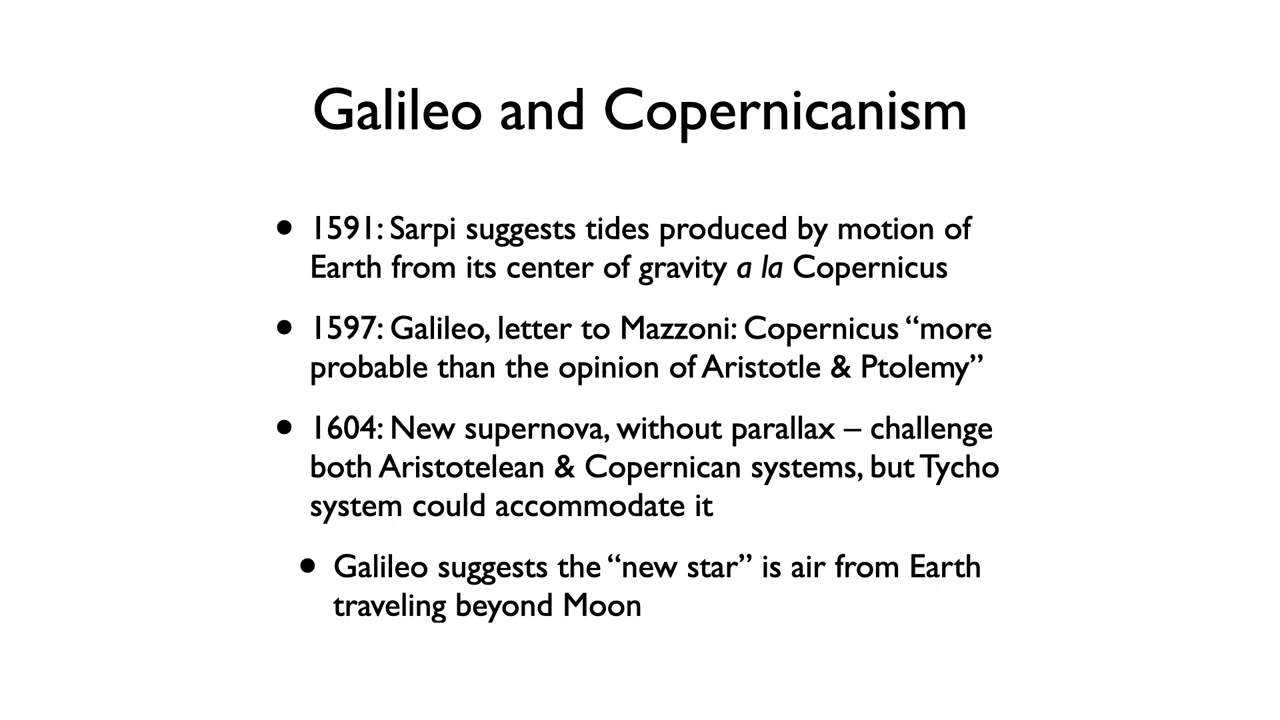 Galileo and Copernicanism
• 1591: Sarpi suggests tides produced by motion of
Earth from its center of gravity a la Copernicus
• 1597: Galileo, letter to Mazzoni: Copernicus “more
probable than the opinion of Aristotle & Ptolemy”
• 1604: New supernova, without parallax – challenge
both Aristotelean & Copernican systems, but Tycho
system could accommodate it
• Galileo suggests the “new star” is air from Earth
traveling beyond Moon